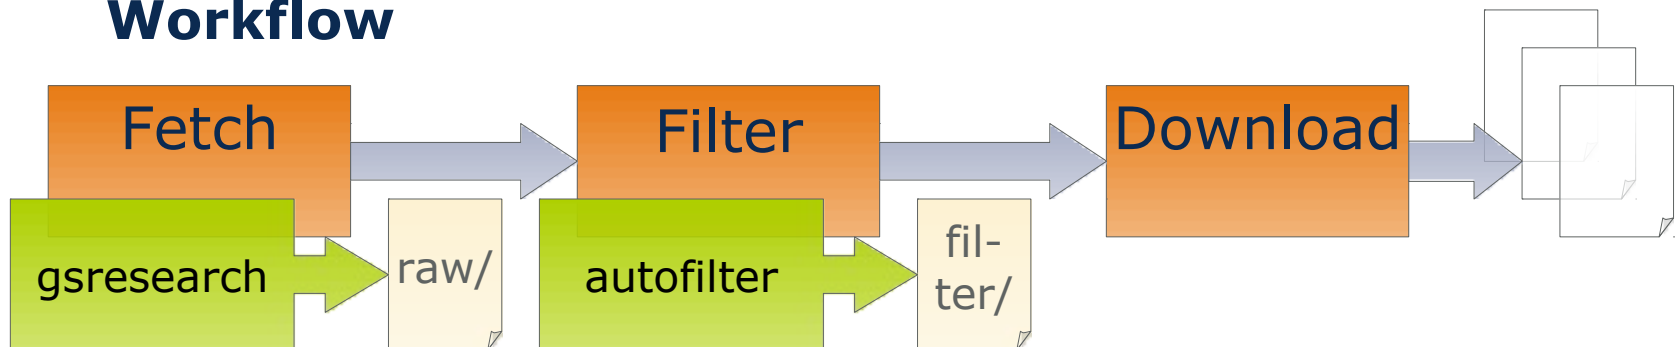 Workflow
Fetch
Filter
Download
gsresearch
raw/
autofilter
fil-
ter/